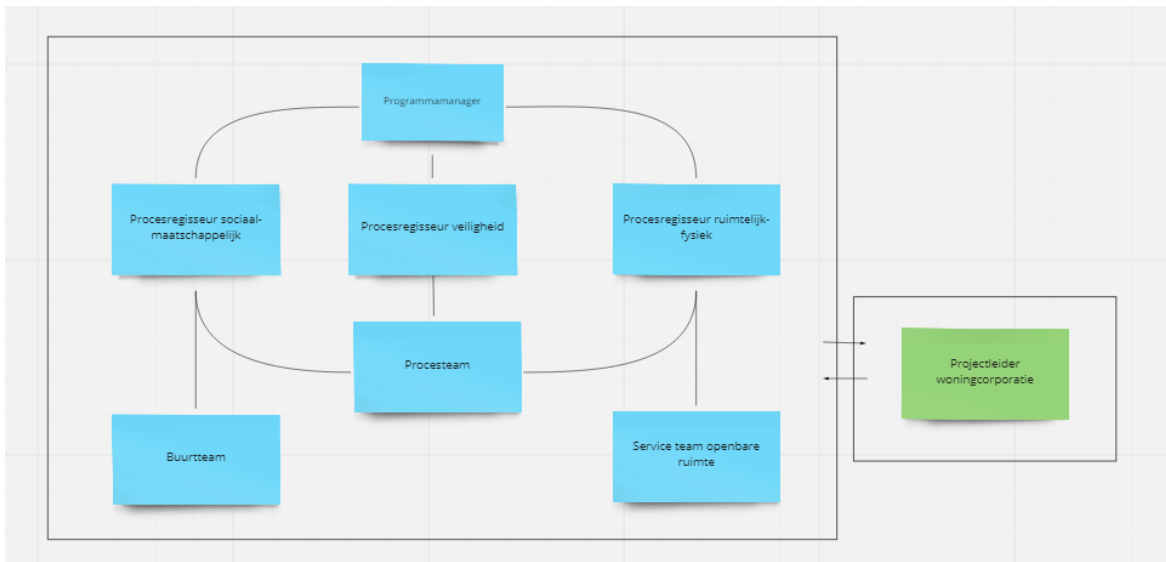 Programmamanager
Procesregisseur sociaal-
maatschappelijk
Procesregisseur veiligheid
Procesregisseur ruimtelijk-
fysiek
Procesteam
Projectleider
woningcorporatie
Buurtteam
Service team openbare
ruimte